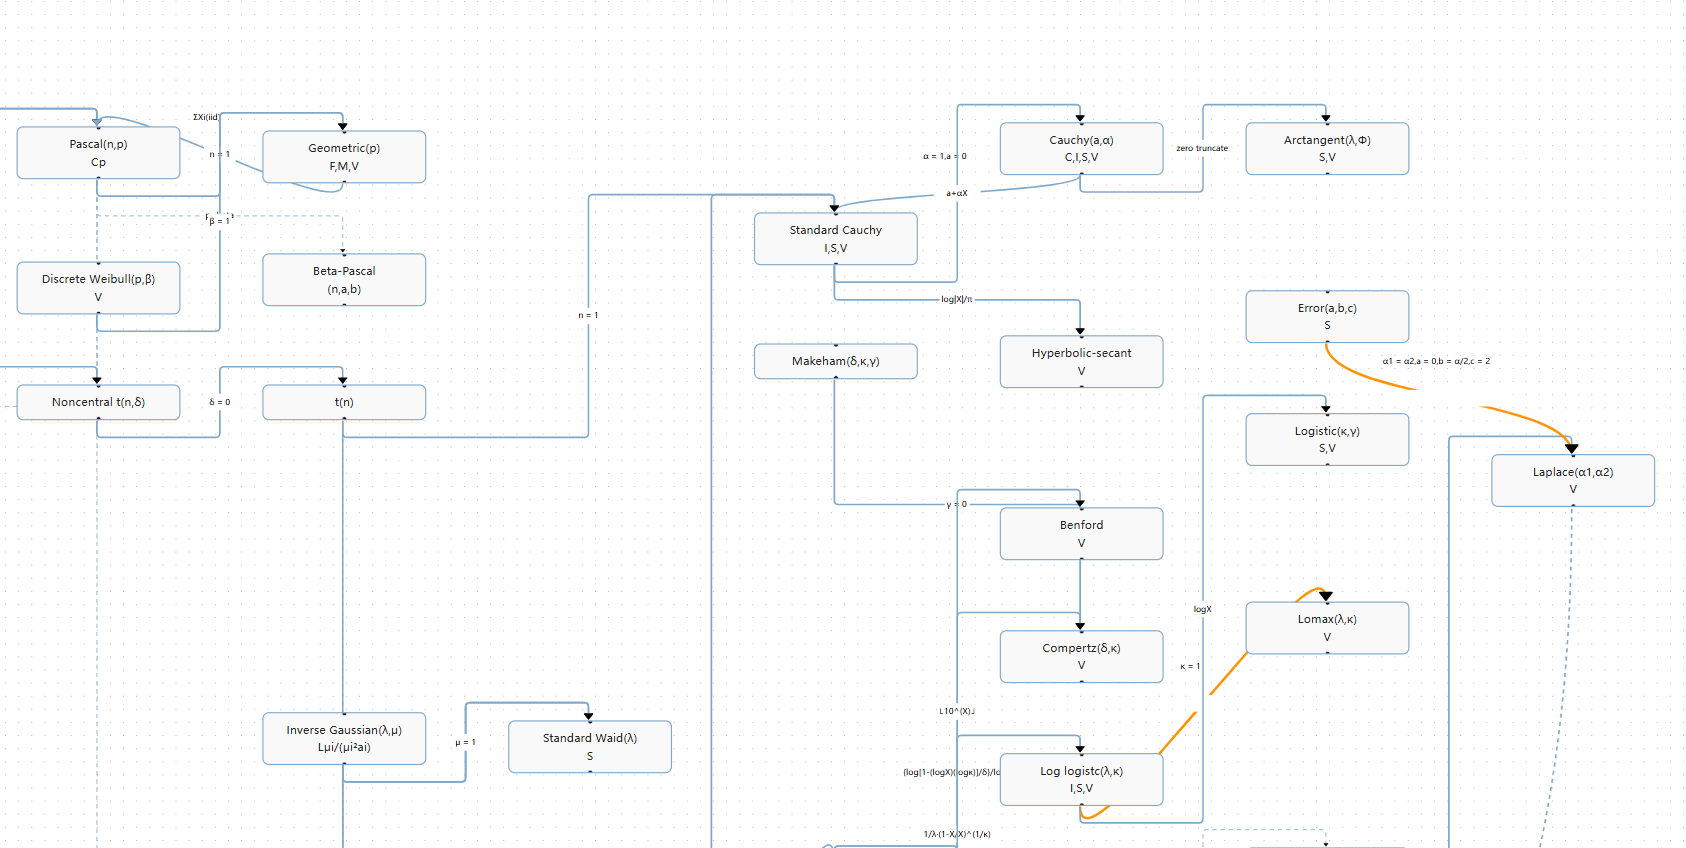 ΣXi(iid)
Pascal(n,p)
Cp
n = 1
Geometric(p)
F,M,V
α = 1,a = 0
Cauchy(a,α)
C,I,S,V
zero truncate
Arctangent(λ,Φ)
S,V
a+αX
β = 1
Standard Cauchy
I,S,V
Discrete Weibull(p,β)
V
Beta-Pascal
(n,a,b)
log|X|/π
n = 1
Error(a,b,c)
S
Makeham(δ,κ,γ)
Hyperbolic-secant
V
α1 = α2,a = 0,b = α/2,c = 2
Noncentral t(n,δ)
δ = 0
t(n)
Logistic(κ,γ)
S,V
Laplace(α1,α2)
V
γ = 0
Benford
V
logX
Lomax(λ,κ)
V
Compertz(δ,κ)
V
κ = 1
⌊10^(X)⌋
Inverse Gaussian(λ,μ)
Lμi/(μi²ai)
μ = 1
Standard Waid(λ)
S
(log[1-(logX)(logκ)]/δ)/lo
Log logistc(λ,κ)
I,S,V
1/λ·(1-X/X)^(1/κ)